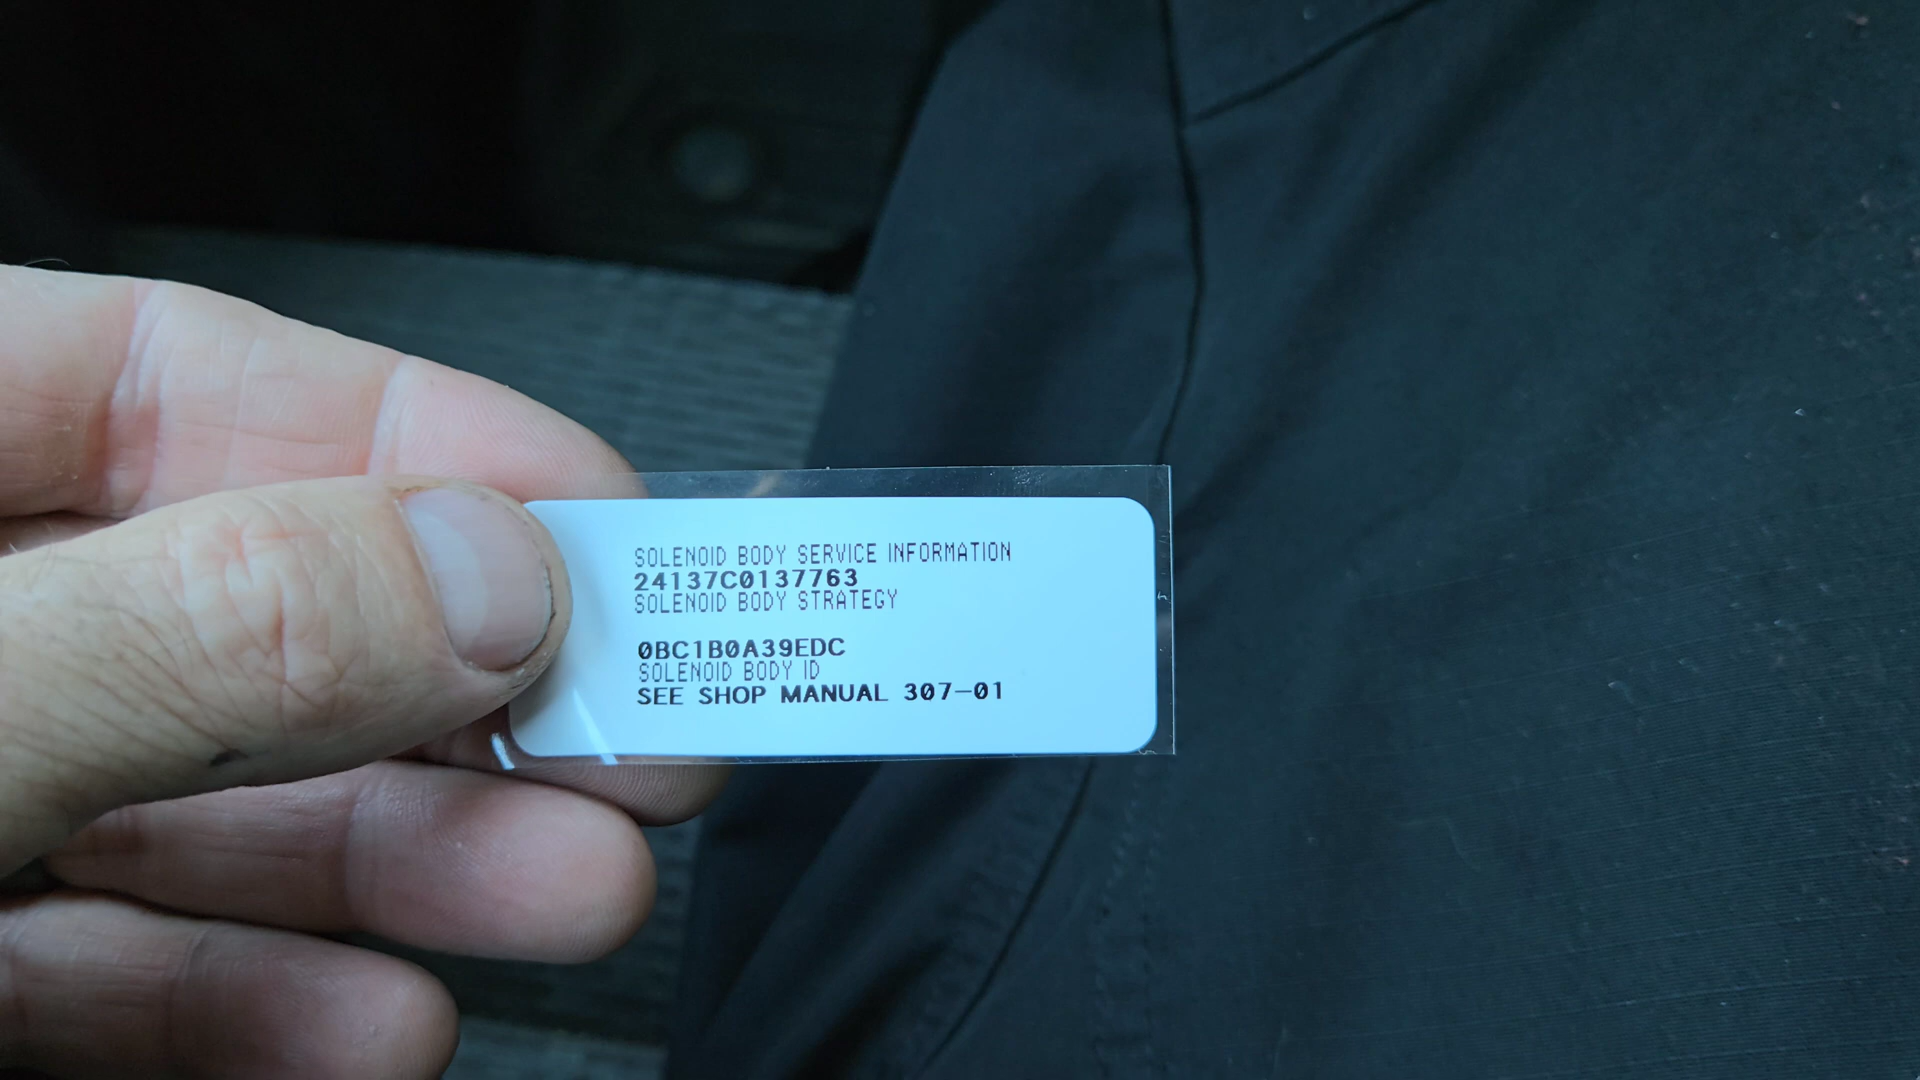 SOLENOID BODY SERVICE INFORMATION
24137C0137763
SOLENOID BODY STRATEGY
0BC1B0A39EDC
SOLENOID BODY ID
SEE SHOP MANUAL 307-01